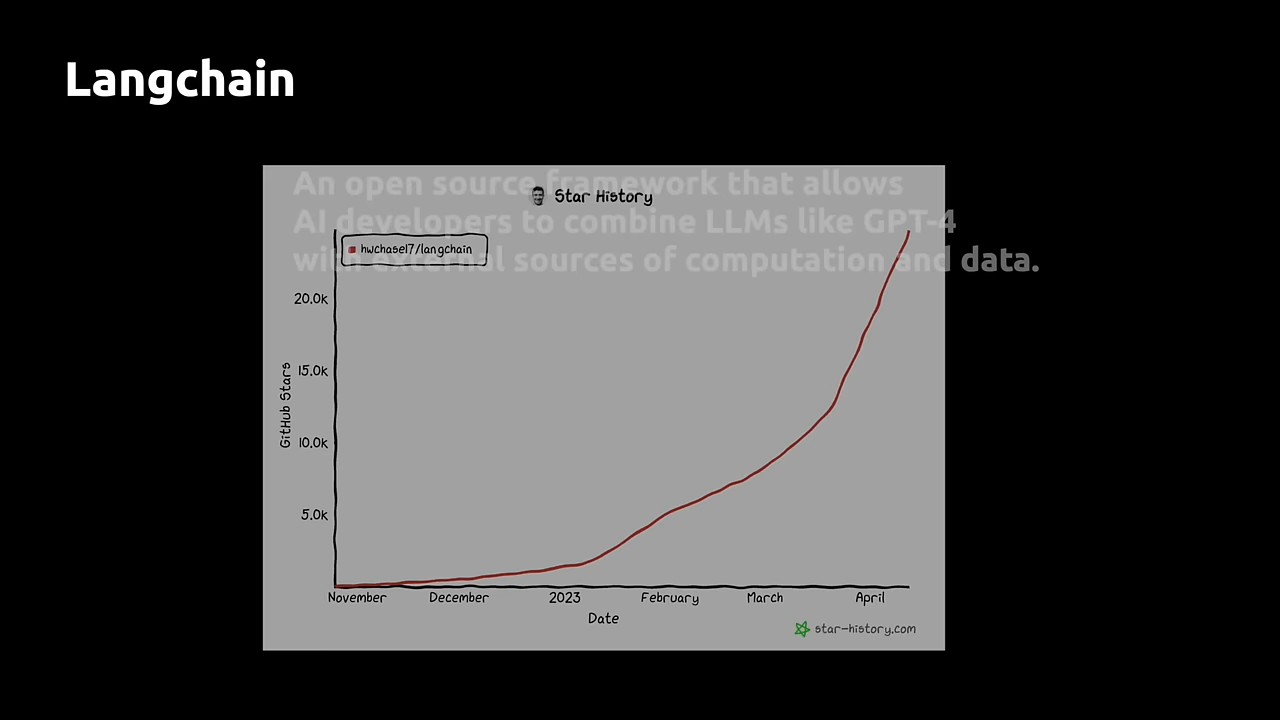 Langchain
An open source framework that allows
AI developers to combine LLMs like GPT-4
with external sources of computation and data.
Star History
hwchase17/langchain
GitHub Stars
20.0k
15.0k
10.0k
5.0k
November December 2023 February March April
Date
star-history.com